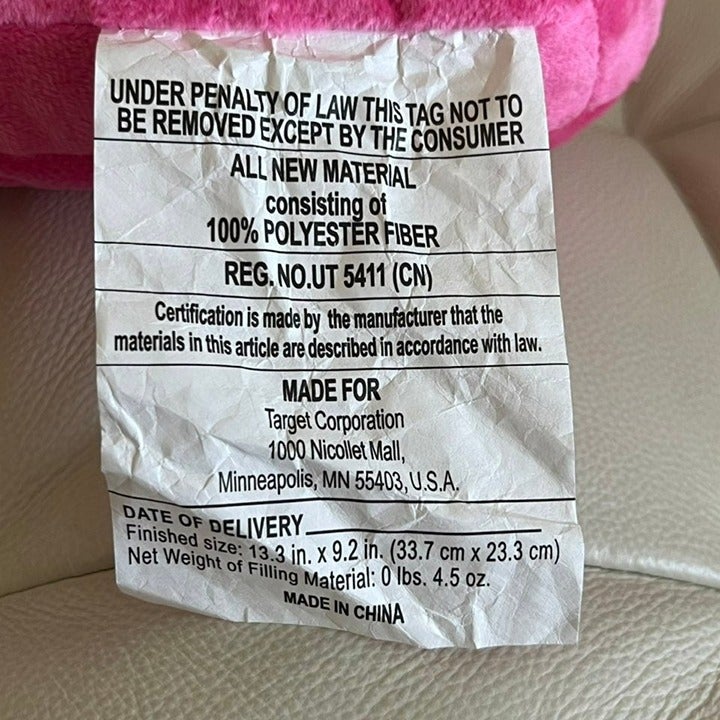 UNDER PENALTY OF LAW THIS TAG NOT TO
BE REMOVED EXCEPT BY THE CONSUMER
ALL NEW MATERIAL
consisting of
100% POLYESTER FIBER
REG. NO.UT 5411 (CN)
Certification is made by the manufacturer that the
materials in this article are described in accordance with law.
MADE FOR
Target Corporation
1000 Nicollet Mall,
Minneapolis, MN 55403, U.S.A.
DATE OF DELIVERY
Finished size: 13.3 in. x 9.2 in. (33.7 cm x 23.3 cm)
Net Weight of Filling Material: 0 lbs. 4.5 oz.
MADE IN CHINA